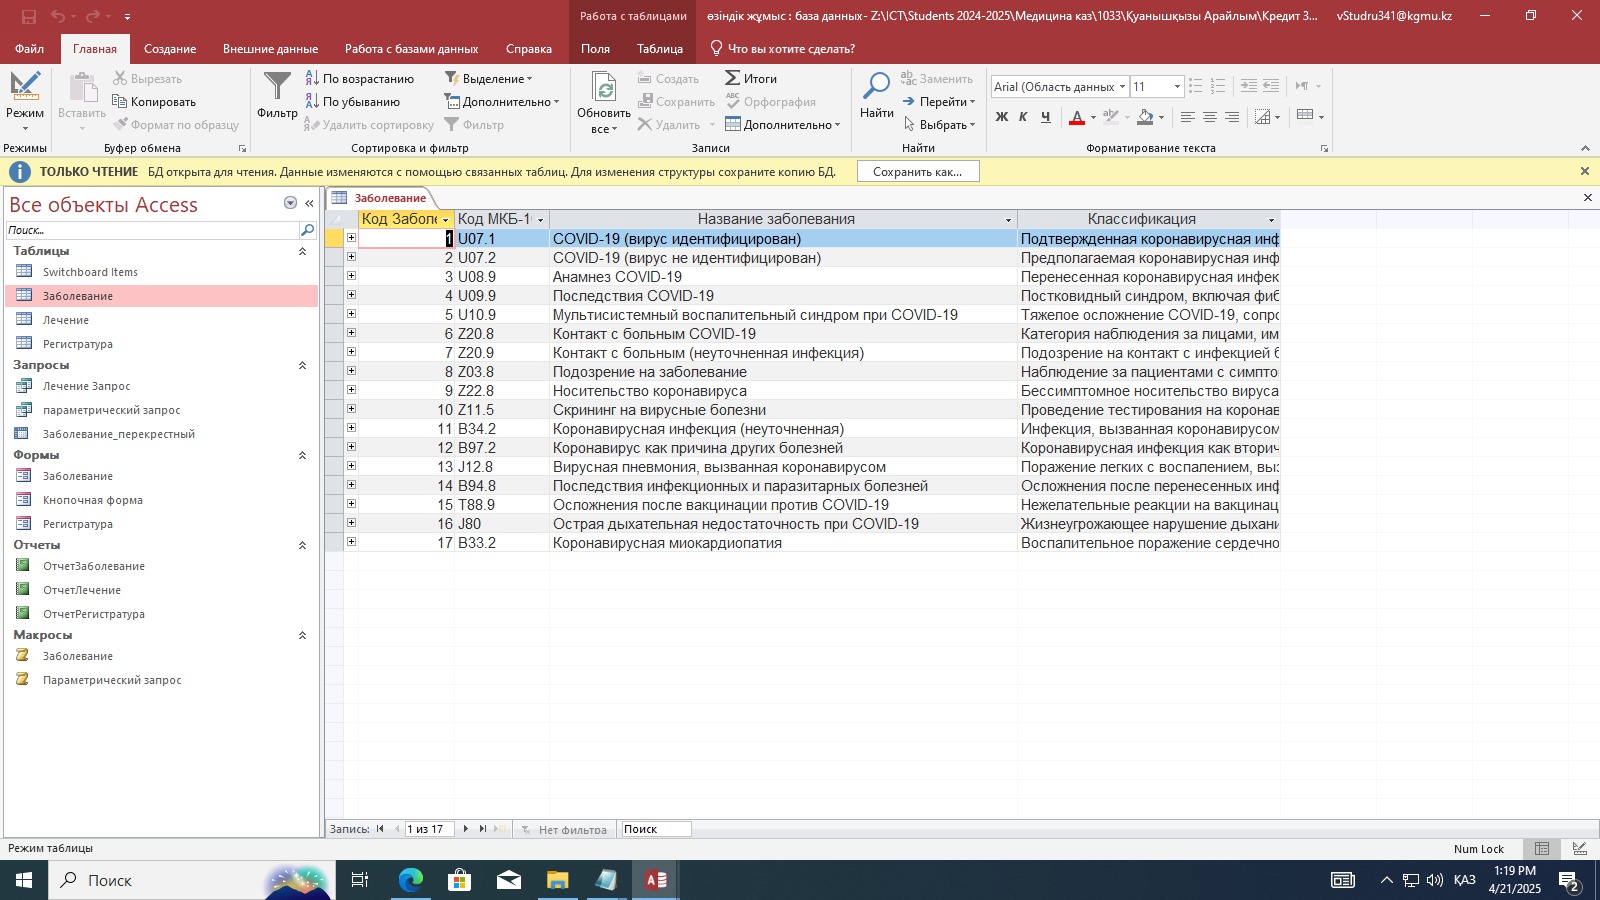 Работа с таблицами
өзіндік жұмыс : база данных- Z:\ICT\Students 2024-2025\Медицина каз\1033\Қуанышқызы Арайлым\Кредит 3...
vStudru341@kgmu.kz
Файл Главная Создание Внешние данные Работа с базами данных Справка Поля Таблица Что вы хотите сделать?
Режим
Режимы
Вставить
Вырезать
Копировать
Формат по образцу
Буфер обмена
Фильтр
По возрастанию
По убыванию
Удалить сортировку
Выделение
Дополнительно
Фильтр
Сортировка и фильтр
Обновить
все
Создать
Сохранить
Удалить
Итоги
Орфография
Дополнительно
Записи
Найти
Заменить
Перейти
Выбрать
Найти
Arial (Область данных
11
Ж К Ч
Форматирование текста
ТОЛЬКО ЧТЕНИЕ БД открыта для чтения. Данные изменяются с помощью связанных таблиц. Для изменения структуры сохраните копию БД. Сохранить как...
Все объекты Access
Поиск...
Таблицы
Switchboard Items
Заболевание
Лечение
Регистратура
Запросы
Лечение Запрос
параметрический запрос
Заболевание_перекрестный
Формы
Заболевание
Кнопочная форма
Регистратура
Отчеты
ОтчетЗаболевание
ОтчетЛечение
ОтчетРегистратура
Макросы
Заболевание
Параметрический запрос
Заболевание
Код Заболе Код МКБ-1 Название заболевания Классификация
1 U07.1 COVID-19 (вирус идентифицирован) Подтвержденная коронавирусная инф
2 U07.2 COVID-19 (вирус не идентифицирован) Предполагаемая коронавирусная инф
3 U08.9 Анамнез COVID-19 Перенесенная коронавирусная инфек
4 U09.9 Последствия COVID-19 Постковидный синдром, включая фиб
5 U10.9 Мультисистемный воспалительный синдром при COVID-19 Тяжелое осложнение COVID-19, сопро
6 Z20.8 Контакт с больным COVID-19 Категория наблюдения за лицами, им
7 Z20.9 Контакт с больным (неуточненная инфекция) Подозрение на контакт с инфекцией б
8 Z03.8 Подозрение на заболевание Наблюдение за пациентами с симпто
9 Z22.8 Носительство коронавируса Бессимптомное носительство вируса
10 Z11.5 Скрининг на вирусные болезни Проведение тестирования на коронав
11 B34.2 Коронавирусная инфекция (неуточненная) Инфекция, вызванная коронавирусом
12 B97.2 Коронавирус как причина других болезней Коронавирусная инфекция как вторич
13 J12.8 Вирусная пневмония, вызванная коронавирусом Поражение легких с воспалением, выз
14 B94.8 Последствия инфекционных и паразитарных болезней Осложнения после перенесенных инф
15 T88.9 Осложнения после вакцинации против COVID-19 Нежелательные реакции на вакцинац
16 J80 Острая дыхательная недостаточность при COVID-19 Жизнеугрожающее нарушение дыхани
17 B33.2 Коронавирусная миокардиопатия Воспалительное поражение сердечно
Запись: 1 из 17 Нет фильтра Поиск
Режим таблицы
Num Lock
Поиск
ҚАЗ
1:19 PM
4/21/2025
2